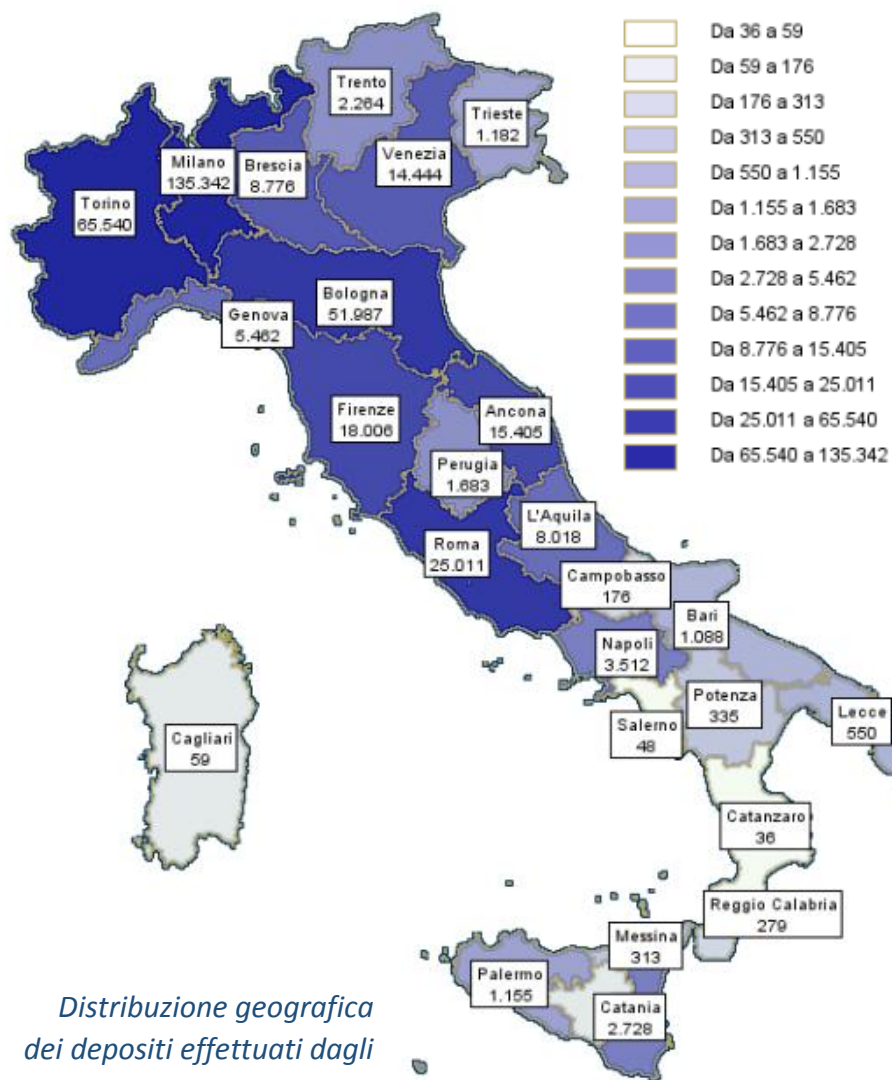 Trento
2.264
Trieste
1.182
Venezia
14.444
Milano
135.342
Brescia
8.776
Torino
65.540
Bologna
51.987
Genova
5.462
Firenze
18.006
Ancona
15.405
Perugia
1.683
L'Aquila
8.018
Roma
25.011
Campobasso
176
Bari
1.088
Napoli
3.512
Potenza
335
Lecce
550
Salerno
48
Cagliari
59
Catanzaro
36
Reggio Calabria
279
Messina
313
Palermo
1.155
Catania
2.728
Da 36 a 59
Da 59 a 176
Da 176 a 313
Da 313 a 550
Da 550 a 1.155
Da 1.155 a 1.683
Da 1.683 a 2.728
Da 2.728 a 5.462
Da 5.462 a 8.776
Da 8.776 a 15.405
Da 15.405 a 25.011
Da 25.011 a 65.540
Da 65.540 a 135.342
Distribuzione geografica
dei depositi effettuati dagli